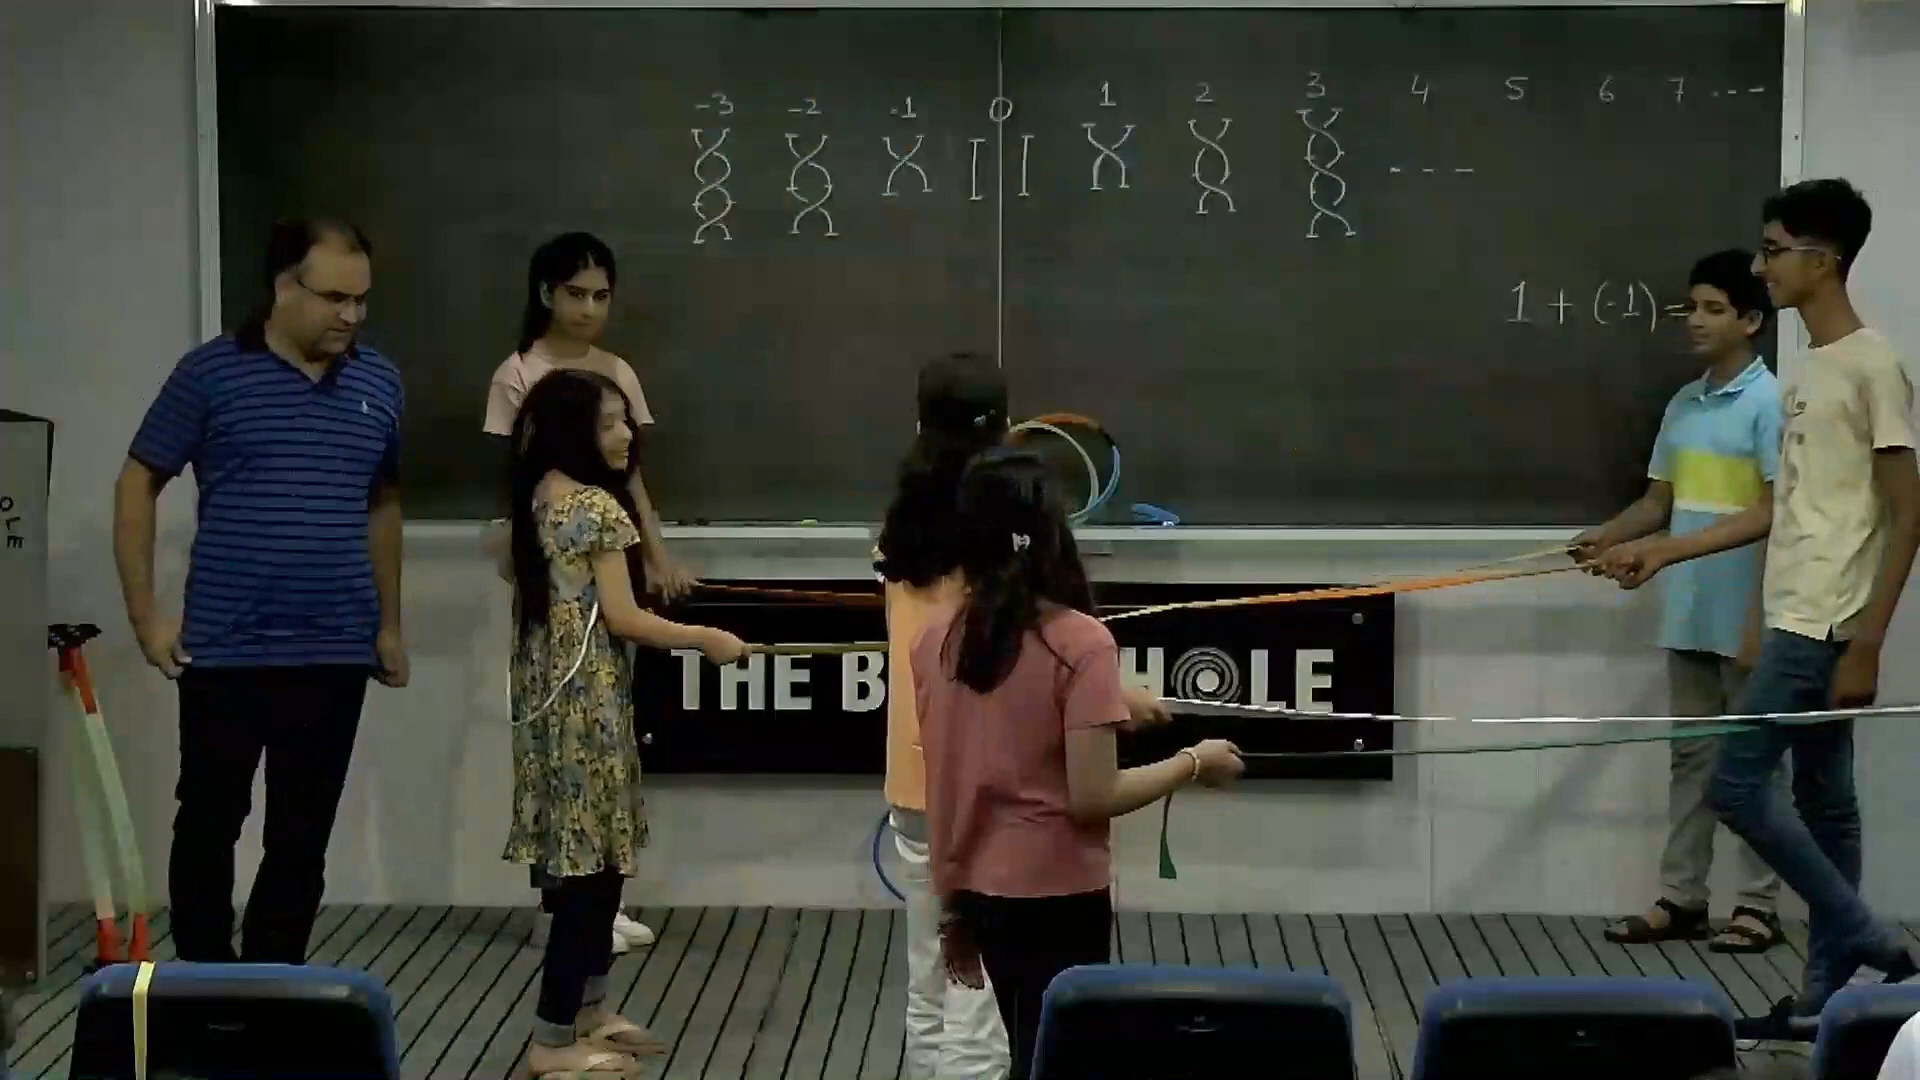 -3 -2 -1 0 1 2 3 4 5 6 7 ---
---
1 + (-1) =
OLE
THE B HOLE